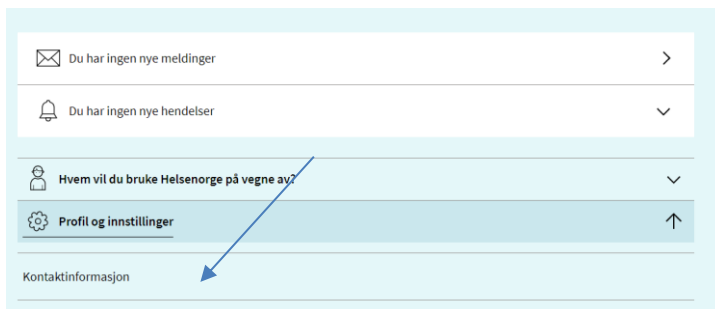 Du har ingen nye meldinger
Du har ingen nye hendelser
Hvem vil du bruke Helsenorge på vegne av?
Profil og innstillinger
Kontaktinformasjon